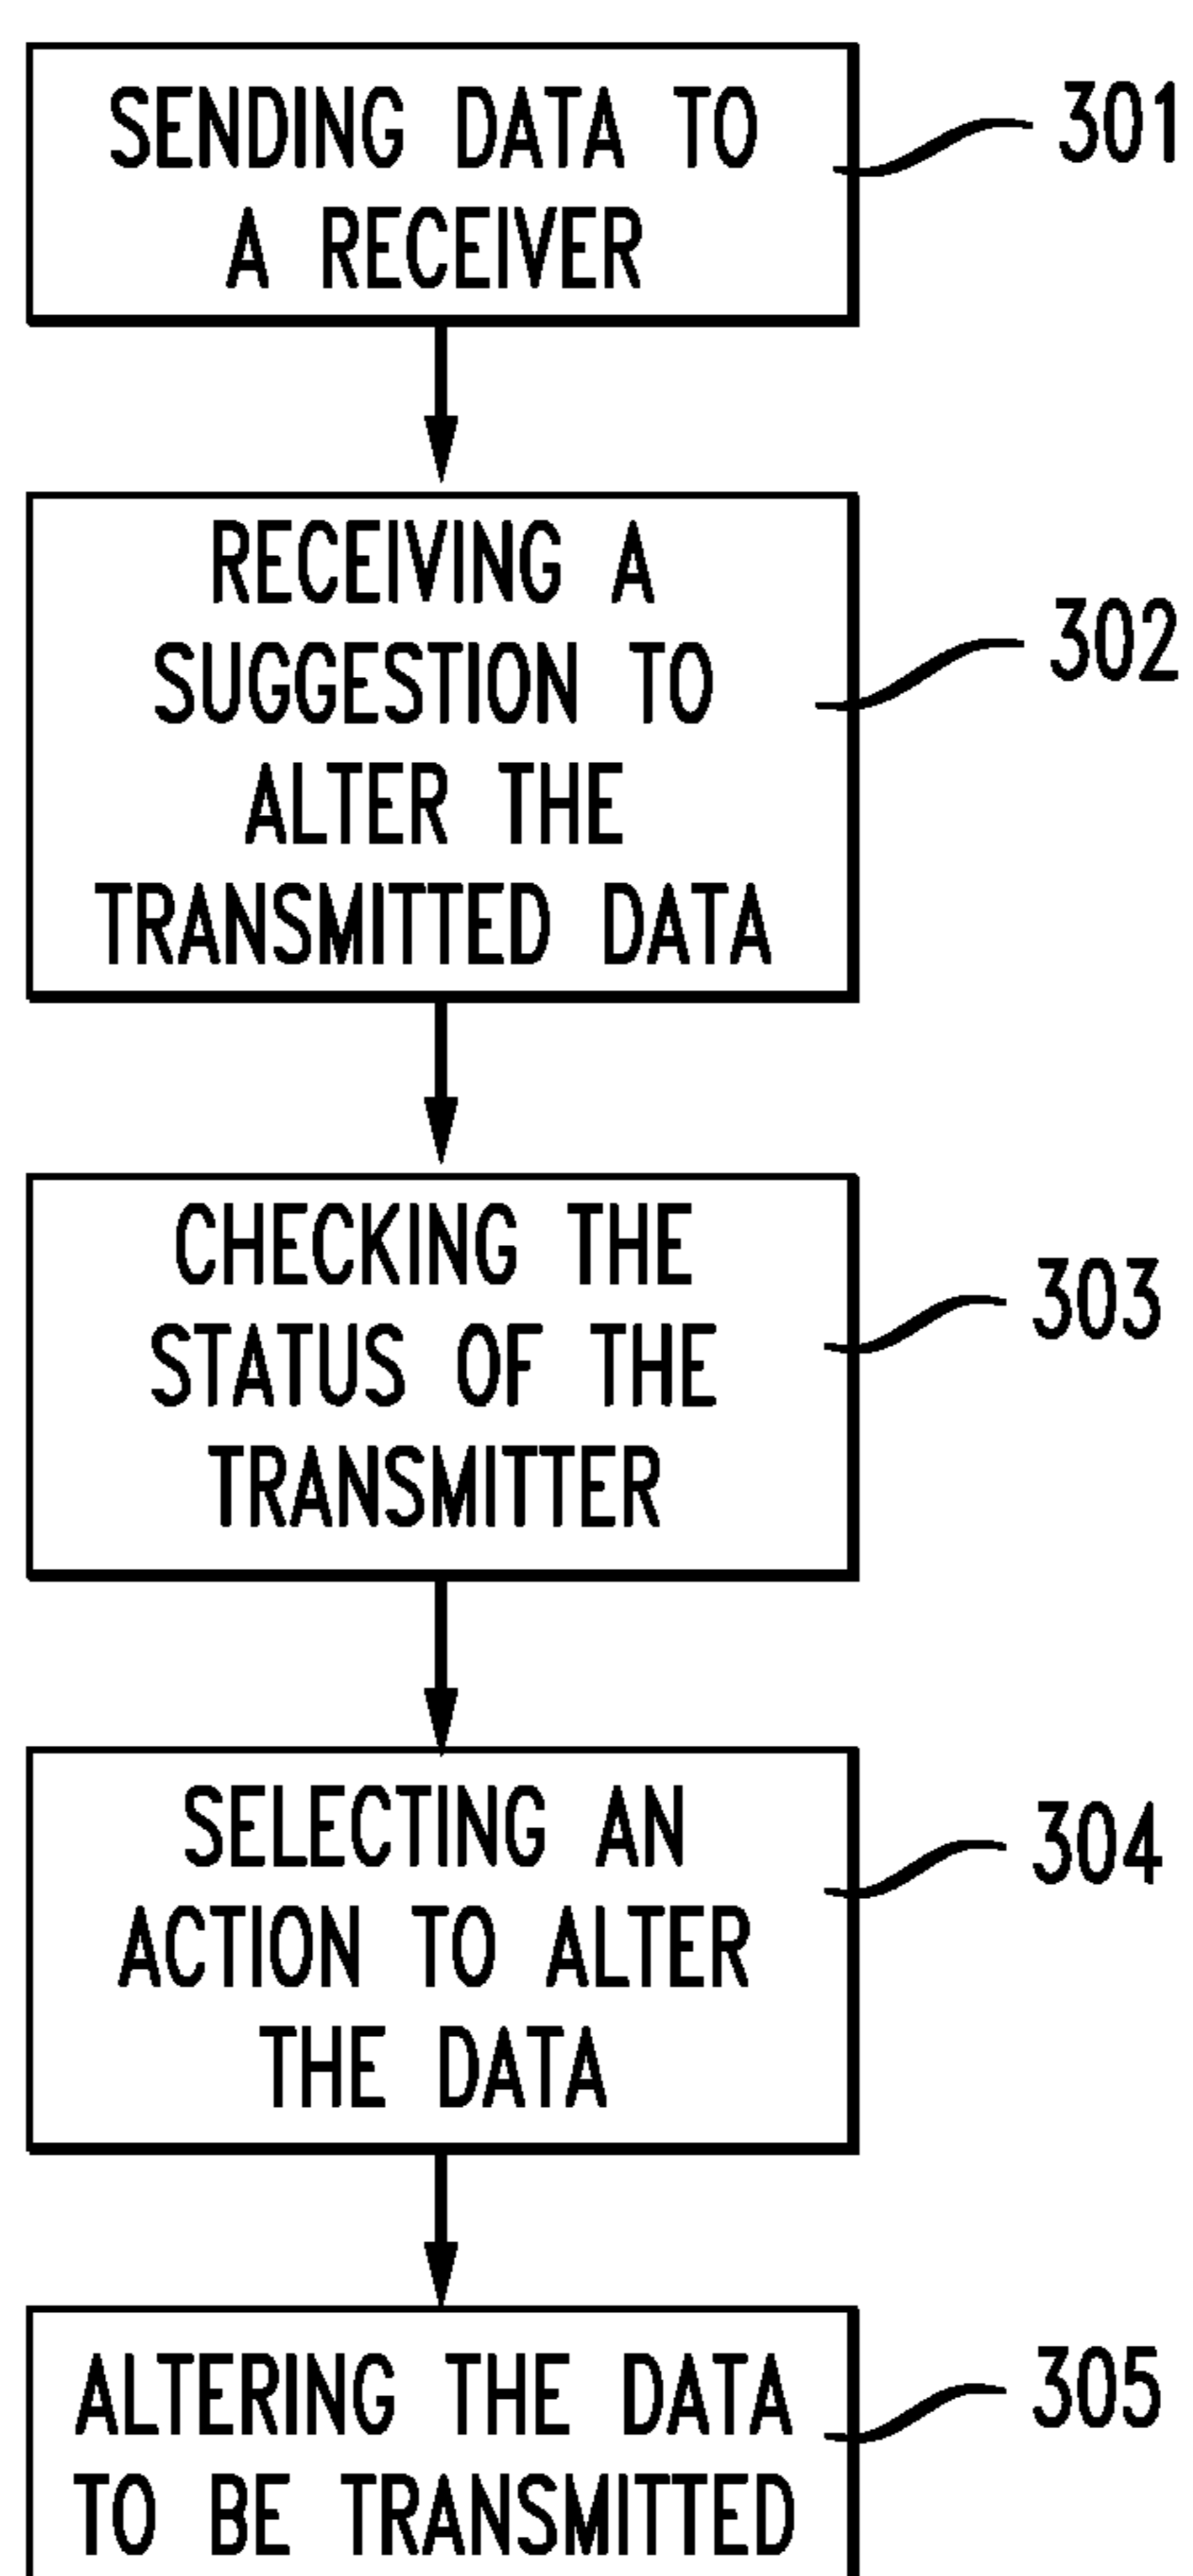 SENDING DATA TO
A RECEIVER
301
RECEIVING A
SUGGESTION TO
ALTER THE
TRANSMITTED DATA
302
CHECKING THE
STATUS OF THE
TRANSMITTER
303
SELECTING AN
ACTION TO ALTER
THE DATA
304
ALTERING THE DATA
TO BE TRANSMITTED
305